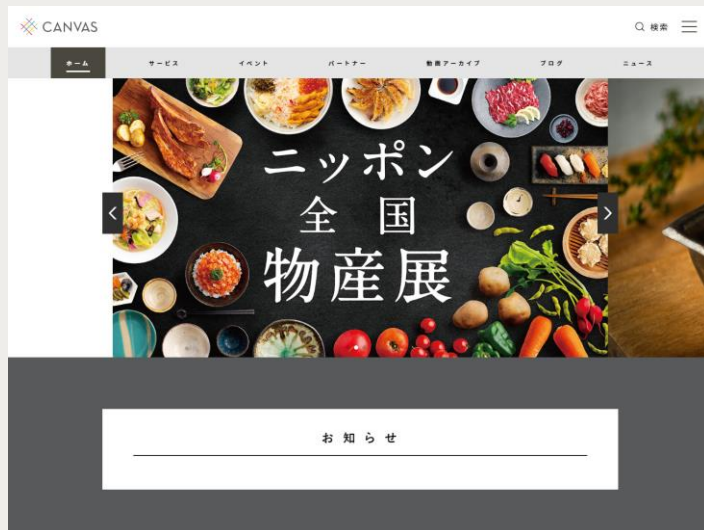 CANVAS
検索
ホーム
サービス
イベント
パートナー
動画アーカイブ
ブログ
ニュース
ニッポン
全国
物産展
お知らせ